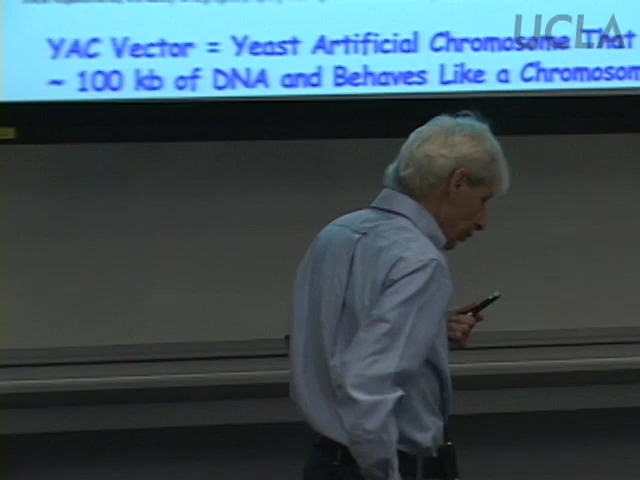 UCLA
YAC Vector = Yeast Artificial Chromosome That
~ 100 kb of DNA and Behaves Like a Chromosom